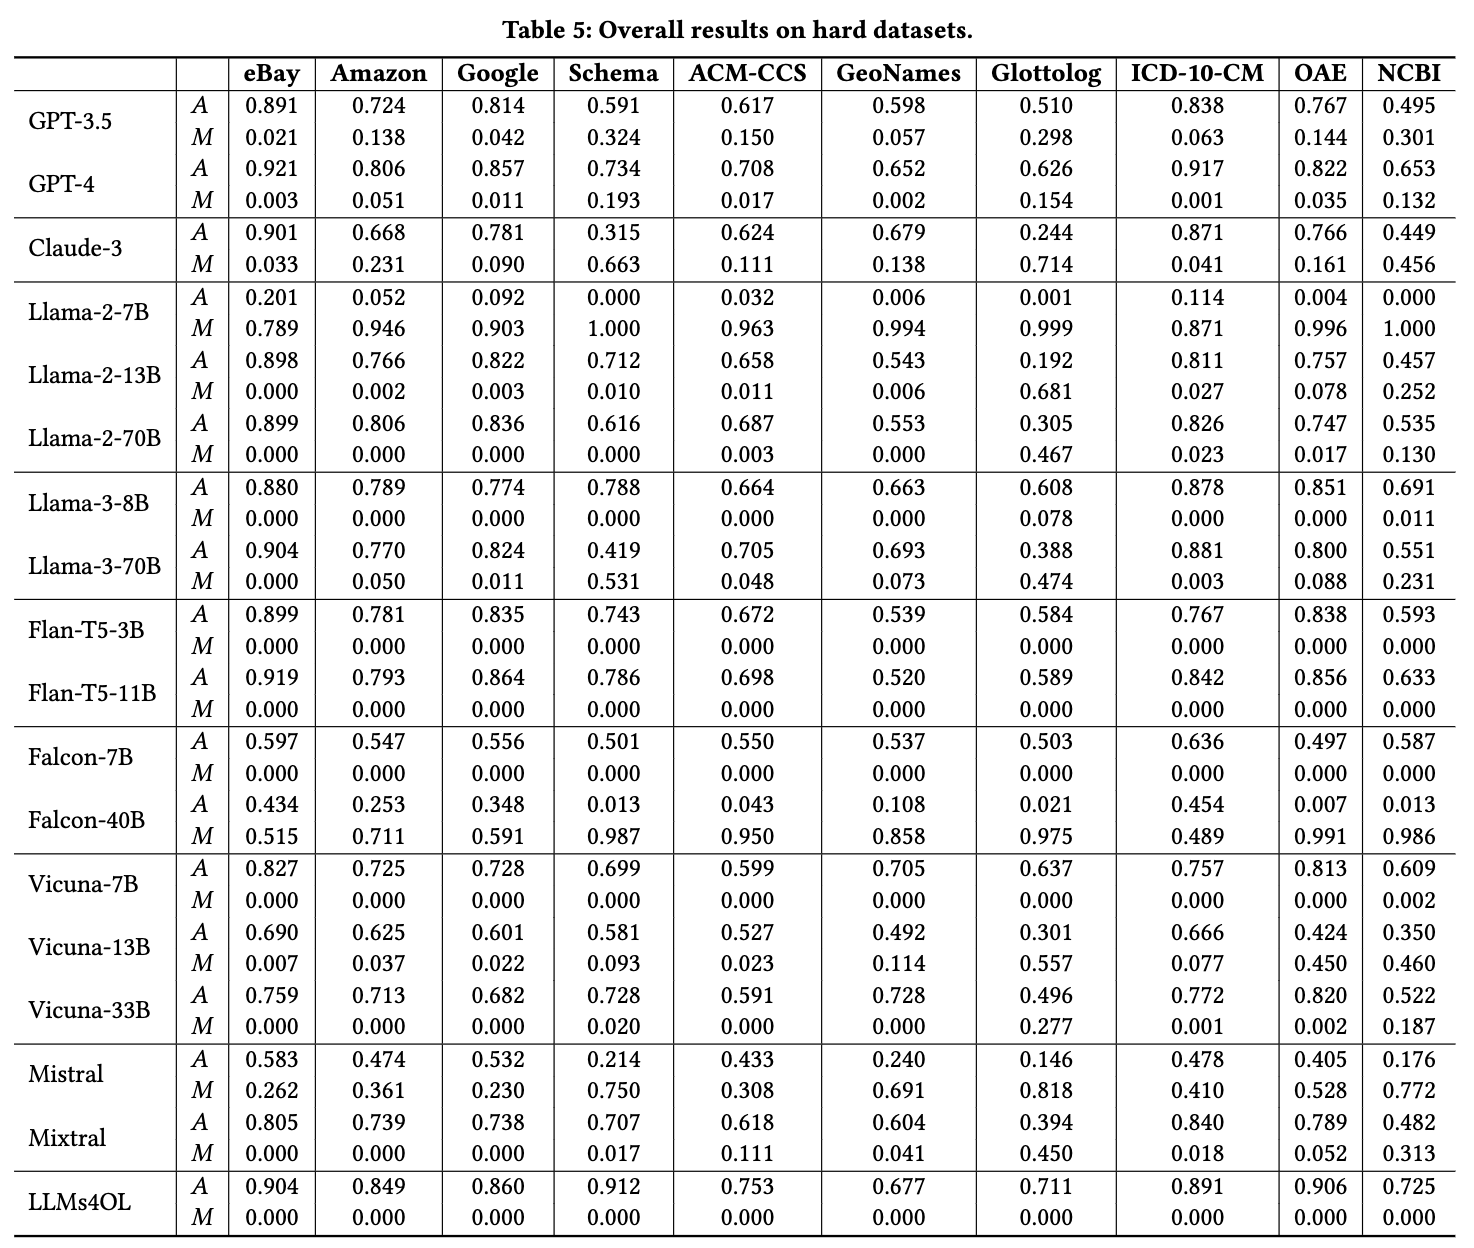 Table 5: Overall results on hard datasets.
eBay Amazon Google Schema ACM-CCS GeoNames Glottolog ICD-10-CM OAE NCBI
GPT-3.5 A 0.891 0.724 0.814 0.591 0.617 0.598 0.510 0.838 0.767 0.495
M 0.021 0.138 0.042 0.324 0.150 0.057 0.298 0.063 0.144 0.301
GPT-4 A 0.921 0.806 0.857 0.734 0.708 0.652 0.626 0.917 0.822 0.653
M 0.003 0.051 0.011 0.193 0.017 0.002 0.154 0.001 0.035 0.132
Claude-3 A 0.901 0.668 0.781 0.315 0.624 0.679 0.244 0.871 0.766 0.449
M 0.033 0.231 0.090 0.663 0.111 0.138 0.714 0.041 0.161 0.456
Llama-2-7B A 0.201 0.052 0.092 0.000 0.032 0.006 0.001 0.114 0.004 0.000
M 0.789 0.946 0.903 1.000 0.963 0.994 0.999 0.871 0.996 1.000
Llama-2-13B A 0.898 0.766 0.822 0.712 0.658 0.543 0.192 0.811 0.757 0.457
M 0.000 0.002 0.003 0.010 0.011 0.006 0.681 0.027 0.078 0.252
Llama-2-70B A 0.899 0.806 0.836 0.616 0.687 0.553 0.305 0.826 0.747 0.535
M 0.000 0.000 0.000 0.000 0.003 0.000 0.467 0.023 0.017 0.130
Llama-3-8B A 0.880 0.789 0.774 0.788 0.664 0.663 0.608 0.878 0.851 0.691
M 0.000 0.000 0.000 0.000 0.000 0.000 0.078 0.000 0.000 0.011
Llama-3-70B A 0.904 0.770 0.824 0.419 0.705 0.693 0.388 0.881 0.800 0.551
M 0.000 0.050 0.011 0.531 0.048 0.073 0.474 0.003 0.088 0.231
Flan-T5-3B A 0.899 0.781 0.835 0.743 0.672 0.539 0.584 0.767 0.838 0.593
M 0.000 0.000 0.000 0.000 0.000 0.000 0.000 0.000 0.000 0.000
Flan-T5-11B A 0.919 0.793 0.864 0.786 0.698 0.520 0.589 0.842 0.856 0.633
M 0.000 0.000 0.000 0.000 0.000 0.000 0.000 0.000 0.000 0.000
Falcon-7B A 0.597 0.547 0.556 0.501 0.550 0.537 0.503 0.636 0.497 0.587
M 0.000 0.000 0.000 0.000 0.000 0.000 0.000 0.000 0.000 0.000
Falcon-40B A 0.434 0.253 0.348 0.013 0.043 0.108 0.021 0.454 0.007 0.013
M 0.515 0.711 0.591 0.987 0.950 0.858 0.975 0.489 0.991 0.986
Vicuna-7B A 0.827 0.725 0.728 0.699 0.599 0.705 0.637 0.757 0.813 0.609
M 0.000 0.000 0.000 0.000 0.000 0.000 0.000 0.000 0.000 0.002
Vicuna-13B A 0.690 0.625 0.601 0.581 0.527 0.492 0.301 0.666 0.424 0.350
M 0.007 0.037 0.022 0.093 0.023 0.114 0.557 0.077 0.450 0.460
Vicuna-33B A 0.759 0.713 0.682 0.728 0.591 0.728 0.496 0.772 0.820 0.522
M 0.000 0.000 0.000 0.020 0.000 0.000 0.277 0.001 0.002 0.187
Mistral A 0.583 0.474 0.532 0.214 0.433 0.240 0.146 0.478 0.405 0.176
M 0.262 0.361 0.230 0.750 0.308 0.691 0.818 0.410 0.528 0.772
Mixtral A 0.805 0.739 0.738 0.707 0.618 0.604 0.394 0.840 0.789 0.482
M 0.000 0.000 0.000 0.017 0.111 0.041 0.450 0.018 0.052 0.313
LLMs4OL A 0.904 0.849 0.860 0.912 0.753 0.677 0.711 0.891 0.906 0.725
M 0.000 0.000 0.000 0.000 0.000 0.000 0.000 0.000 0.000 0.000